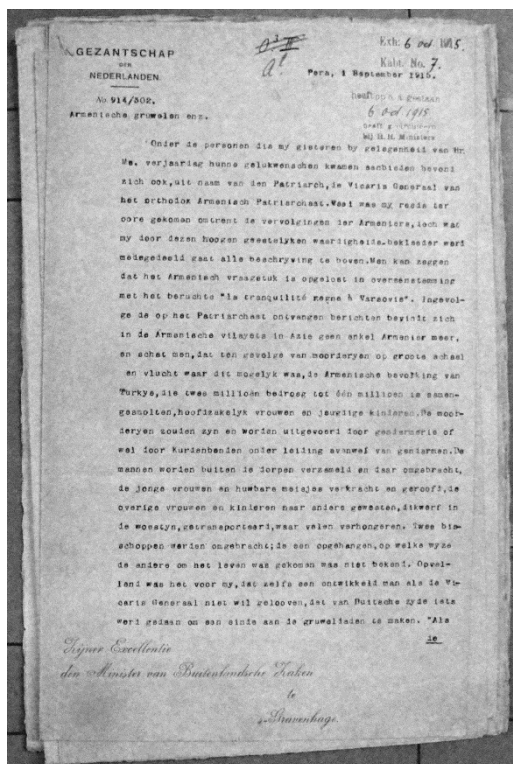 GEZANTSCHAP
DER
NEDERLANDEN.
No 914/302.
Armenische gruwelen enz.
Exh: 6 oct 1915.
Kabt. No. 7.
Pera, 1 September 1915.
6 oct 1915
Onder de personen die my gisteren by gelegenheid van Hr.
Ms. verjaardag hunne gelukwenschen kwamen aanbieden bevond
zich ook, uit naam van den Patriarch, de Vicaris Generaal van
het orthodox Armenisch Patriarchaat. Veel was my reeds ter
oore gekomen omtrent de vervolgingen der Armeniers, toch wat
my door dezen hoogen geestelyken waardigheids-bekleeder werd
medegedeeld gaat alle beschryving te boven. Men kan zeggen
dat het Armenisch vraagstuk is opgelost in overeenstemming
met het beruchte "la tranquilité règne à Varsovie". Ingevol-
ge de op het Patriarchaat ontvangen berichten bevindt zich
in de Armenische vilayets in Azie geen enkel Armenier meer,
en schat men, dat ten gevolge van moorderyen op groote schaal
en vlucht waar dit mogelyk was, de Armenische bevolking van
Turkye, die twee millioen bedroeg tot één millioen is samen-
gesmolten, hoofdzakelyk vrouwen en jeugdige kinderen. De moor-
deryen zouden zyn en worden uitgevoerd door gendarmerie of
wel door Kurdenbenden onder leiding evenwel van gendarmen. De
mannen worden buiten de dorpen verzameld en daar omgebracht,
de jonge vrouwen en huwbare meisjes verkracht en geroofd, de
overige vrouwen en kinderen naar andere gewesten, dikwerf in
de woestyn, getransporteerd, waar velen verhongeren. Twee bis-
schoppen werden omgebracht; de een opgehangen, op welke wyze
de andere om het leven was gekomen was niet bekend. Opval-
lend was het voor my, dat zelfs een ontwikkeld man als de Vi-
caris Generaal niet wil gelooven, dat van Duitsche zyde iets
werd gedaan om een einde aan de gruweldaden te maken. "Als
de
Zijner Excellentie
den Minister van Buitenlandsche Zaken
te
s-Gravenhage.